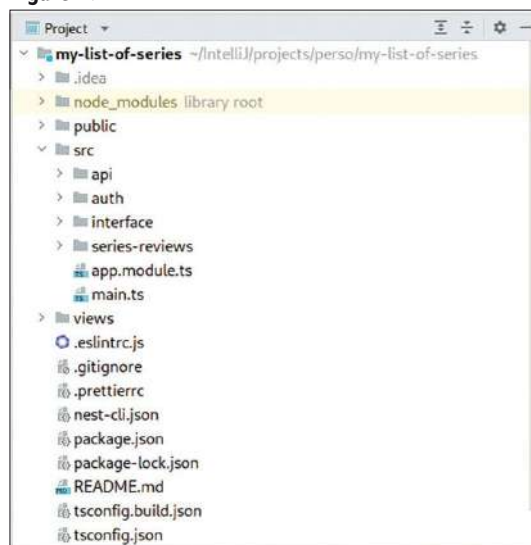 Project
my-list-of-series ~/IntelliJ/projects/perso/my-list-of-series
.idea
node_modules library root
public
src
api
auth
interface
series-reviews
app.module.ts
main.ts
views
.eslintrc.js
.gitignore
.prettierrc
nest-cli.json
package.json
package-lock.json
README.md
tsconfig.build.json
tsconfig.json